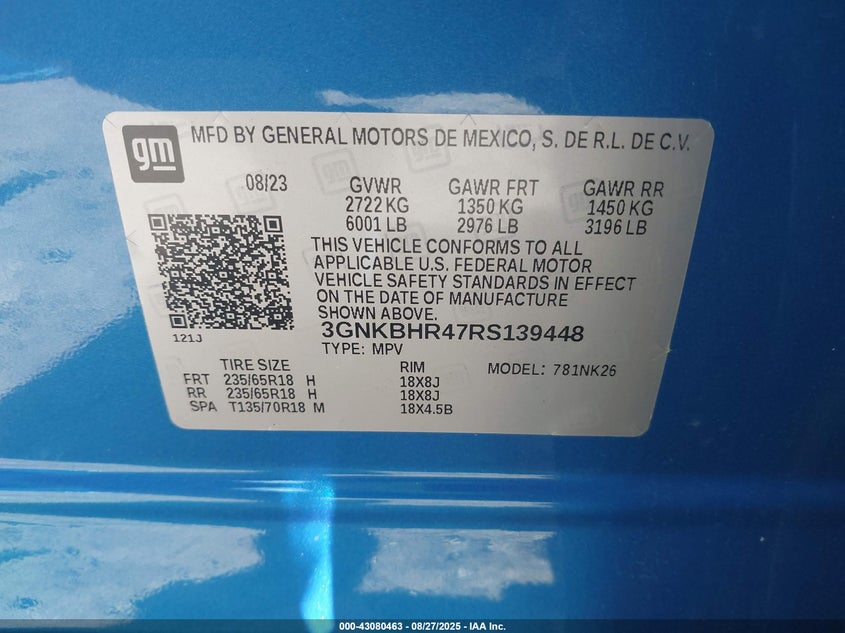 gm
MFD BY GENERAL MOTORS DE MEXICO, S. DE R.L. DE C.V.
08/23 GVWR GAWR FRT GAWR RR
2722 KG 1350 KG 1450 KG
6001 LB 2976 LB 3196 LB
THIS VEHICLE CONFORMS TO ALL
APPLICABLE U.S. FEDERAL MOTOR
VEHICLE SAFETY STANDARDS IN EFFECT
ON THE DATE OF MANUFACTURE
SHOWN ABOVE.
3GNKBHR47RS139448
121J
TYPE: MPV
TIRE SIZE RIM MODEL: 781NK26
FRT 235/65R18 H 18X8J
RR 235/65R18 H 18X8J
SPA T135/70R18 M 18X4.5B
000-43080463 - 08/27/2025 - IAA Inc.